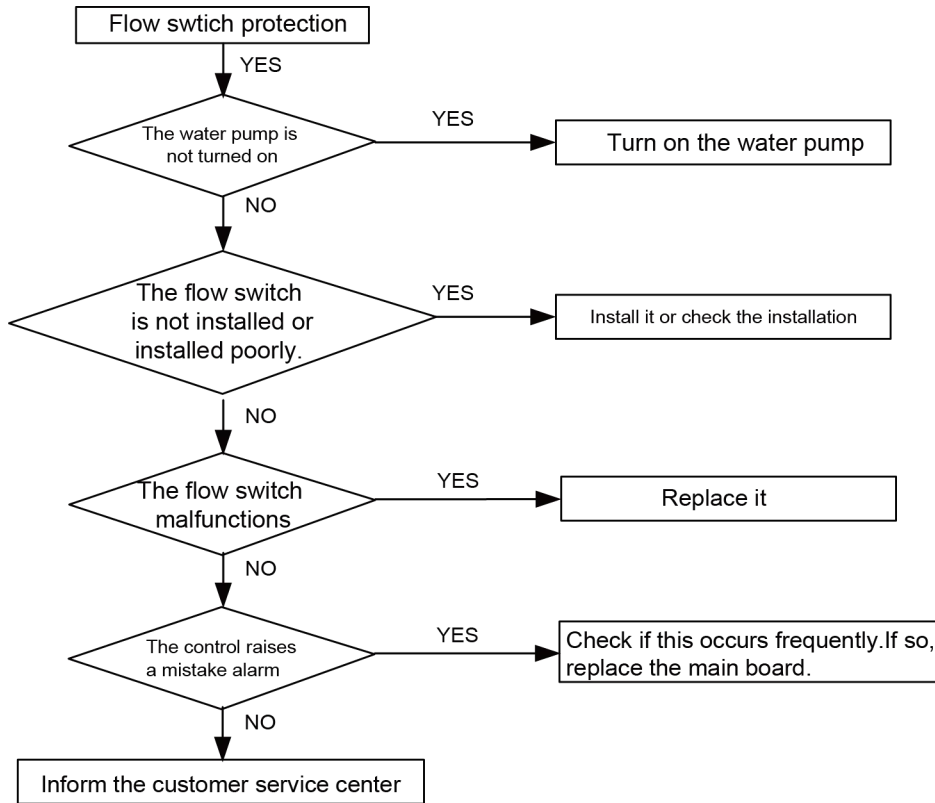 Flow swtich protection
YES
The water pump is
not turned on
YES
Turn on the water pump
NO
The flow switch
is not installed or
installed poorly.
YES
Install it or check the installation
NO
The flow switch
malfunctions
YES
Replace it
NO
The control raises
a mistake alarm
YES
Check if this occurs frequently.If so,
replace the main board.
NO
Inform the customer service center